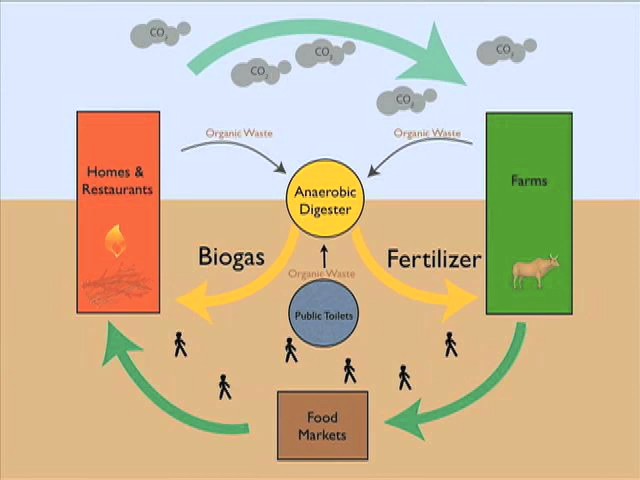 CO2
CO2
CO2
CO2
CO2
Organic Waste
Organic Waste
Homes &
Restaurants
Farms
Anaerobic
Digester
Biogas
Fertilizer
Organic Waste
Public Toilets
Food
Markets